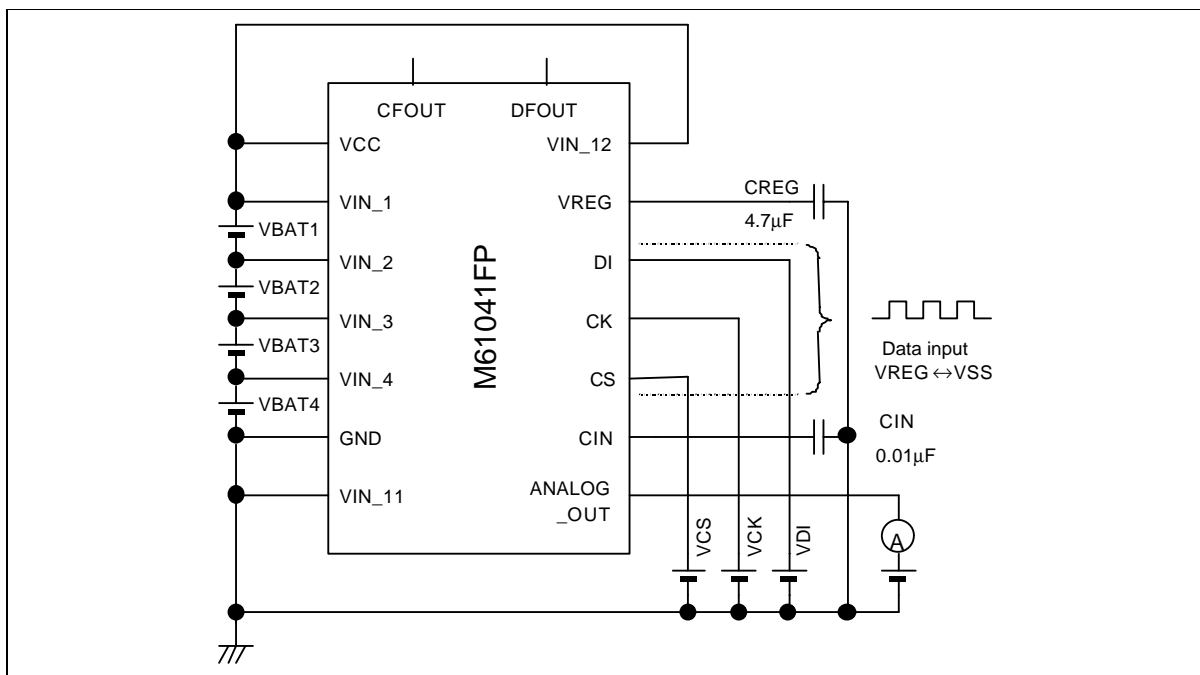 CFOUT DFOUT
VCC
VIN_12
VIN_1
VREG
CREG
4.7μF
VBAT1
VIN_2
DI
VBAT2
M61041FP
VIN_3
CK
VBAT3
Data input
VREG ↔VSS
VIN_4
CS
VBAT4
GND
CIN
CIN
0.01μF
VIN_11
ANALOG
_OUT
VCS
VCK
VDI
A